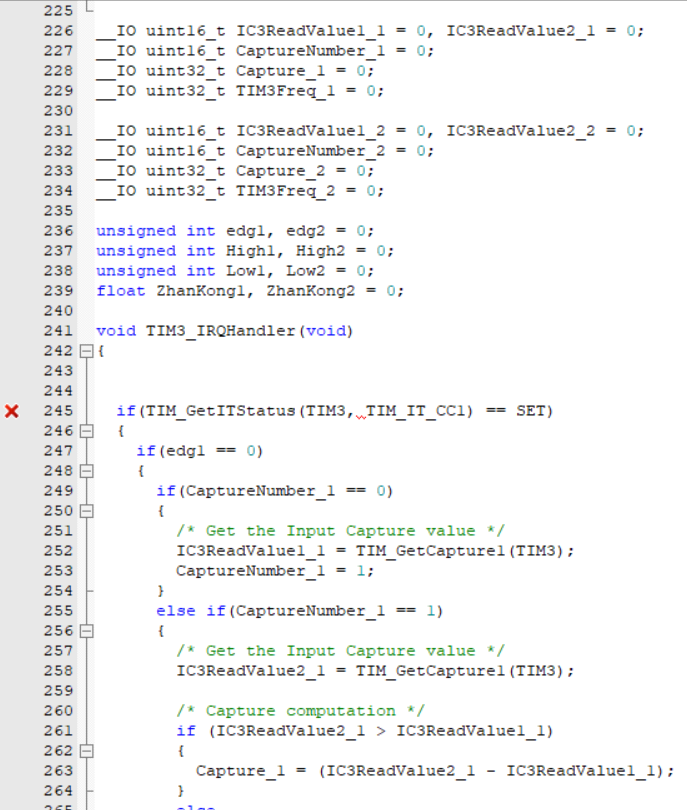 225
226 __IO uint16_t IC3ReadValue1_1 = 0, IC3ReadValue2_1 = 0;
227 __IO uint16_t CaptureNumber_1 = 0;
228 __IO uint32_t Capture_1 = 0;
229 __IO uint32_t TIM3Freq_1 = 0;
230
231 __IO uint16_t IC3ReadValue1_2 = 0, IC3ReadValue2_2 = 0;
232 __IO uint16_t CaptureNumber_2 = 0;
233 __IO uint32_t Capture_2 = 0;
234 __IO uint32_t TIM3Freq_2 = 0;
235
236 unsigned int edg1, edg2 = 0;
237 unsigned int High1, High2 = 0;
238 unsigned int Low1, Low2 = 0;
239 float ZhanKong1, ZhanKong2 = 0;
240
241 void TIM3_IRQHandler(void)
242 {
243
244
245 if(TIM_GetITStatus(TIM3, TIM_IT_CC1) == SET)
246 {
247 if(edg1 == 0)
248 {
249 if(CaptureNumber_1 == 0)
250 {
251 /* Get the Input Capture value */
252 IC3ReadValue1_1 = TIM_GetCapture1(TIM3);
253 CaptureNumber_1 = 1;
254 }
255 else if(CaptureNumber_1 == 1)
256 {
257 /* Get the Input Capture value */
258 IC3ReadValue2_1 = TIM_GetCapture1(TIM3);
259
260 /* Capture computation */
261 if (IC3ReadValue2_1 > IC3ReadValue1_1)
262 {
263 Capture_1 = (IC3ReadValue2_1 - IC3ReadValue1_1);
264 }
265 else